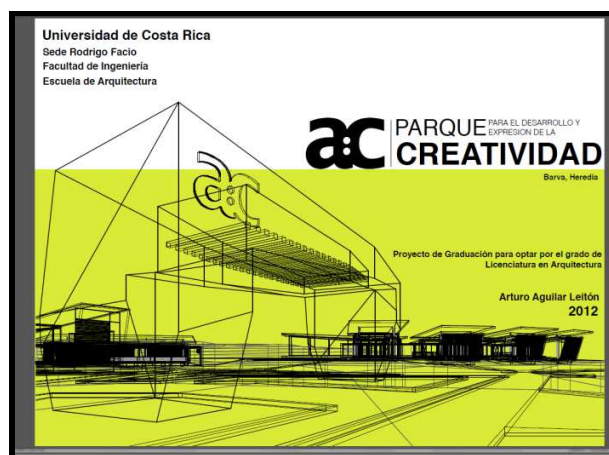 Universidad de Costa Rica
Sede Rodrigo Facio
Facultad de Ingeniería
Escuela de Arquitectura
a:c
PARQUE PARA EL DESARROLLO Y
EXPRESION DE LA
CREATIVIDAD
Barva, Heredia
a:c
Proyecto de Graduación para optar por el grado de
Licenciatura en Arquitectura
Arturo Aguilar Leitón
2012